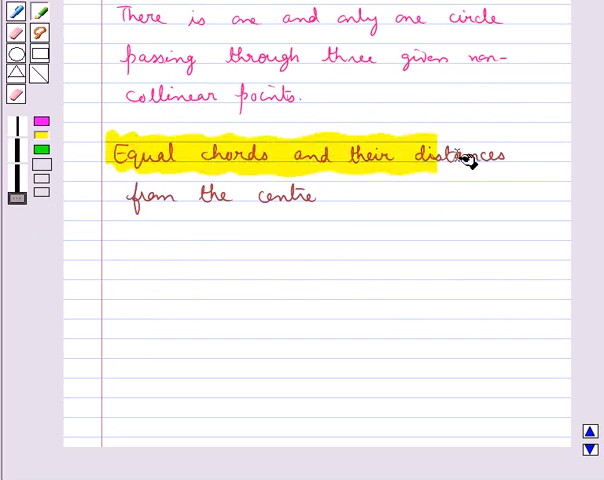 There is one and only one circle
passing through three given non-
collinear points.
Equal chords and their distances
from the centre